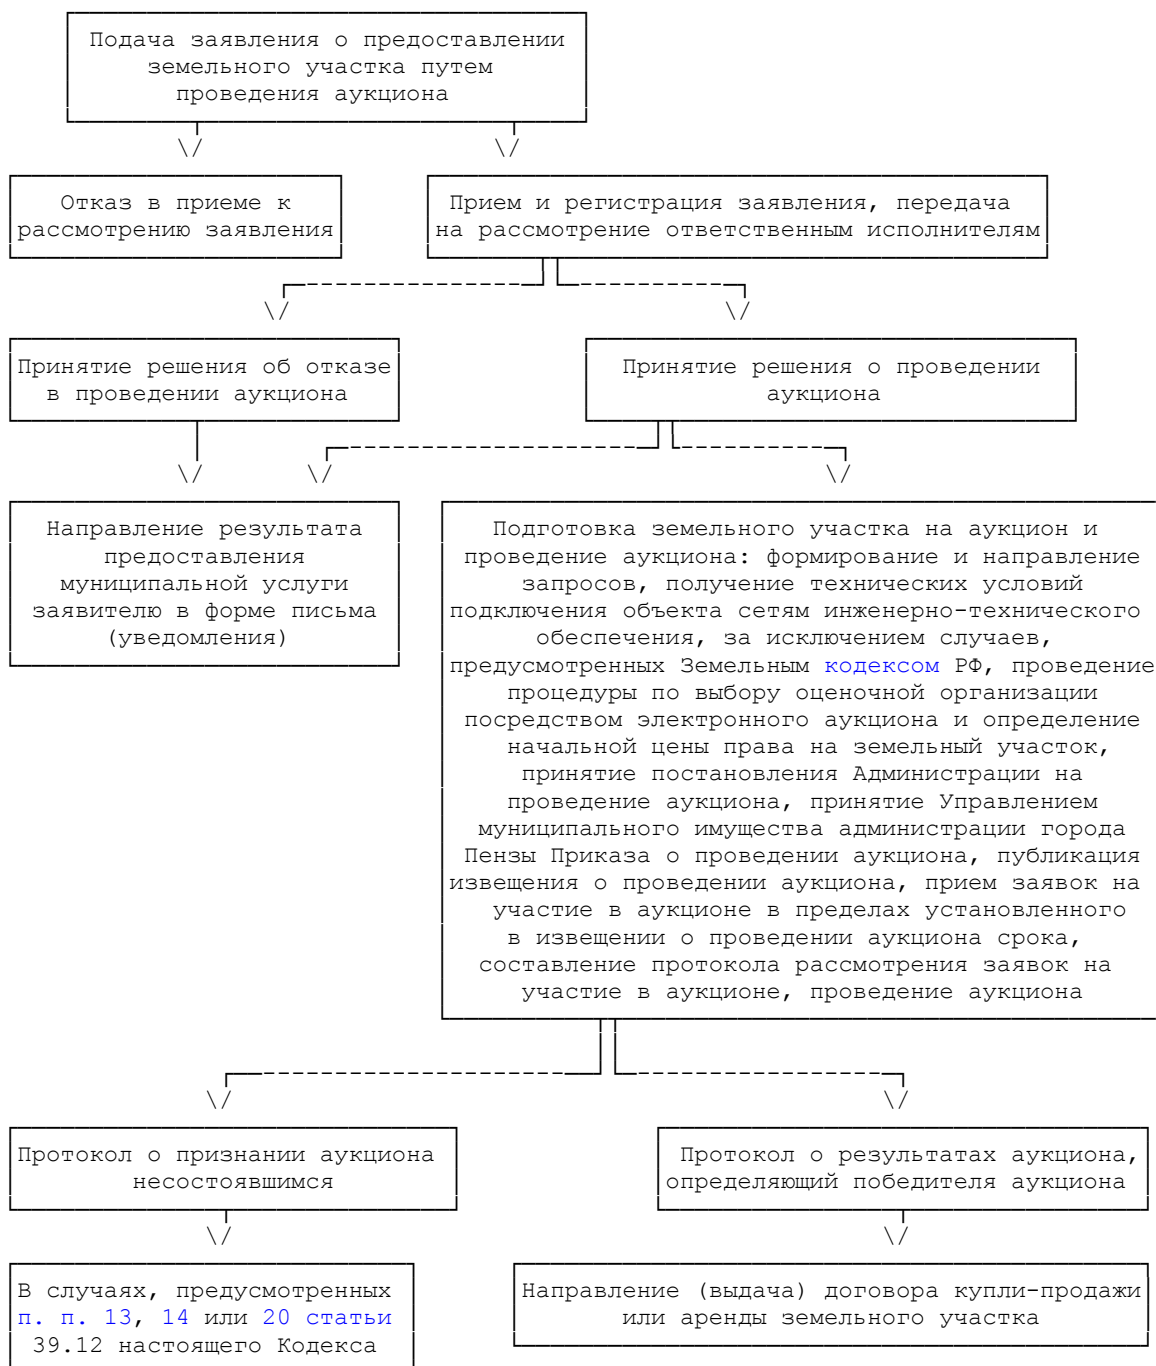 Подача заявления о предоставлении
земельного участка путем
проведения аукциона
Отказ в приеме к
рассмотрению заявления
Прием и регистрация заявления, передача
на рассмотрение ответственным исполнителям
Принятие решения об отказе
в проведении аукциона
Принятие решения о проведении
аукциона
Направление результата
предоставления
муниципальной услуги
заявителю в форме письма
(уведомления)
Подготовка земельного участка на аукцион и
проведение аукциона: формирование и направление
запросов, получение технических условий
подключения объекта сетям инженерно-технического
обеспечения, за исключением случаев,
предусмотренных Земельным кодексом РФ, проведение
процедуры по выбору оценочной организации
посредством электронного аукциона и определение
начальной цены права на земельный участок,
принятие постановления Администрации на
проведение аукциона, принятие Управлением
муниципального имущества администрации города
Пензы Приказа о проведении аукциона, публикация
извещения о проведении аукциона, прием заявок на
участие в аукционе в пределах установленного
в извещении о проведении аукциона срока,
составление протокола рассмотрения заявок на
участие в аукционе, проведение аукциона
Протокол о признании аукциона
несостоявшимся
Протокол о результатах аукциона,
определяющий победителя аукциона
В случаях, предусмотренных
п. п. 13, 14 или 20 статьи
39.12 настоящего Кодекса
Направление (выдача) договора купли-продажи
или аренды земельного участка